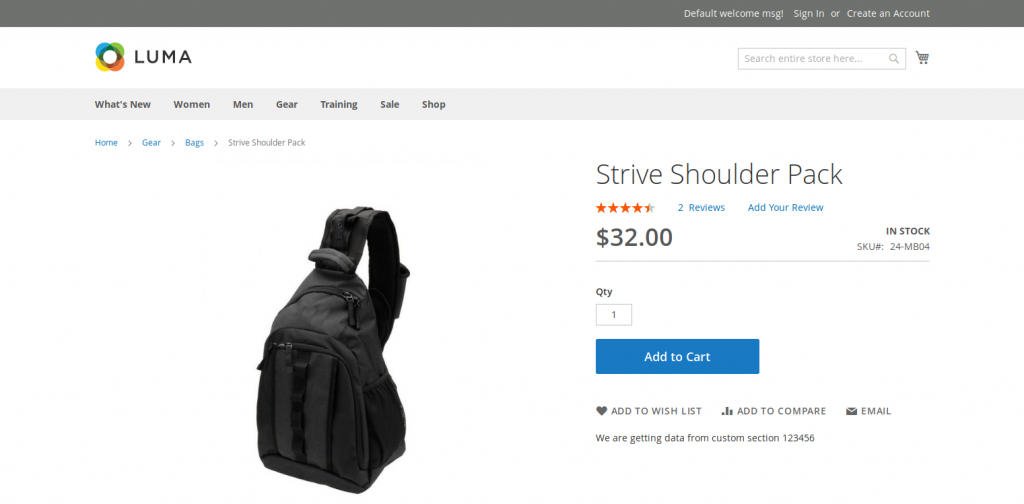 Default welcome msg! Sign In or Create an Account
LUMA
Search entire store here...
What's New Women Men Gear Training Sale Shop
Home > Gear > Bags > Strive Shoulder Pack
Strive Shoulder Pack
2 Reviews Add Your Review
$32.00
IN STOCK
SKU#: 24-MB04
Qty
1
Add to Cart
ADD TO WISH LIST ADD TO COMPARE EMAIL
We are getting data from custom section 123456